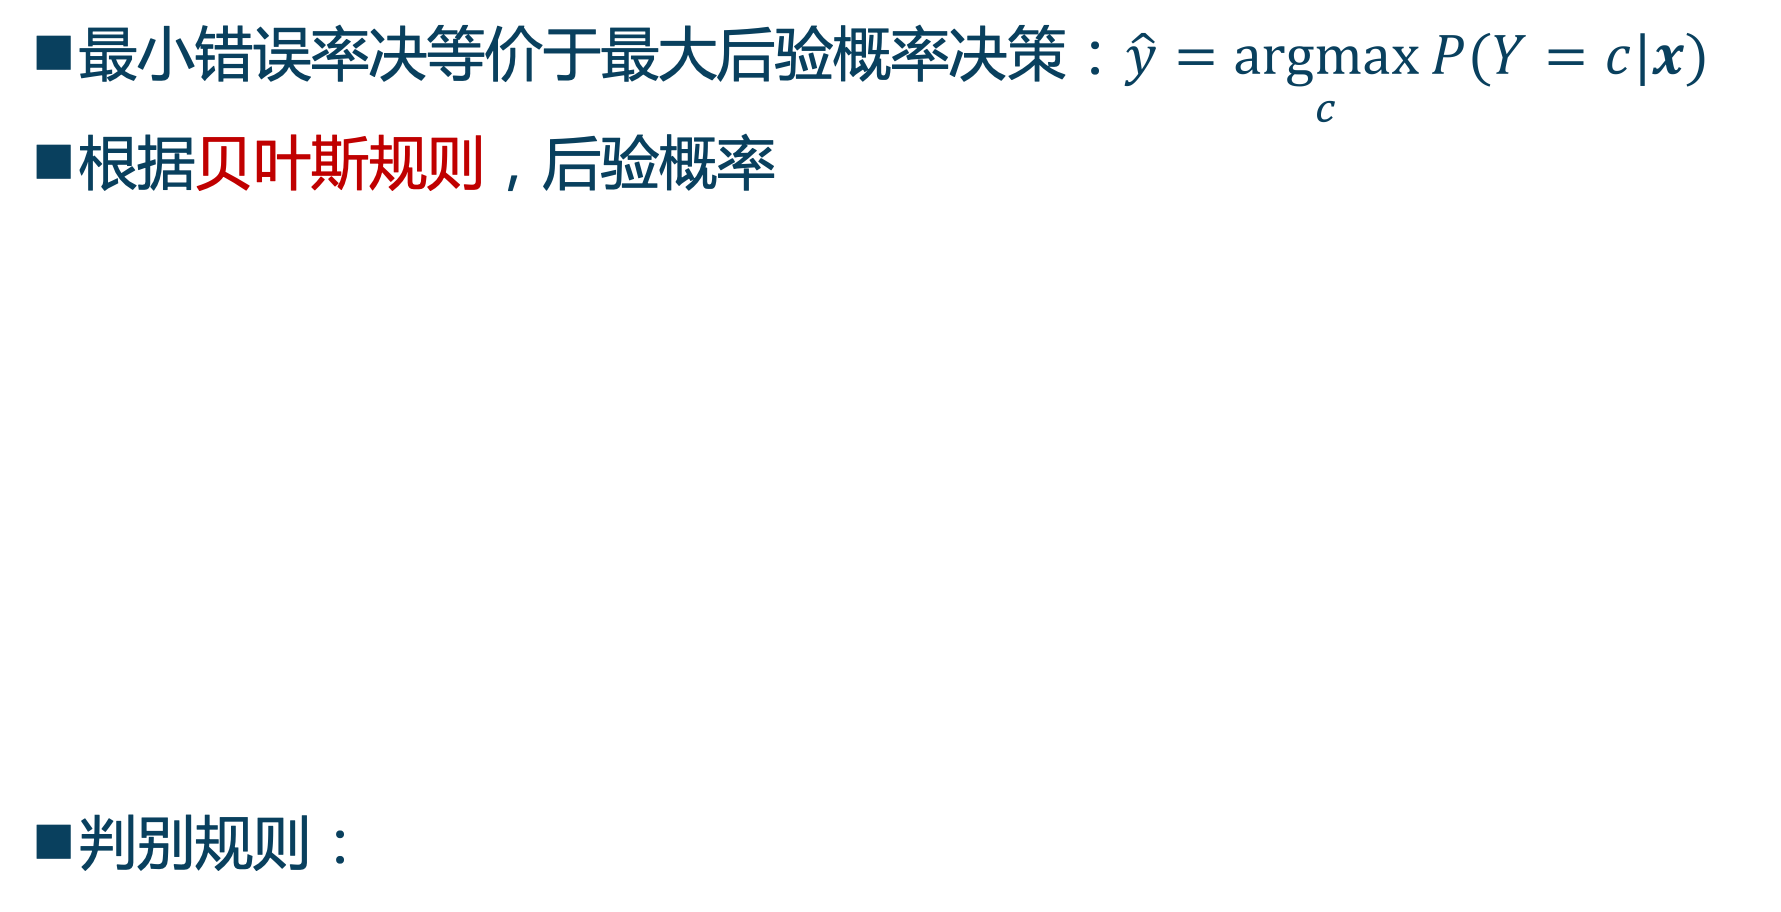 ■最小错误率决等价于最大后验概率决策：ŷ = argmax P(Y = c|x)
c
■根据贝叶斯规则，后验概率
■判别规则：